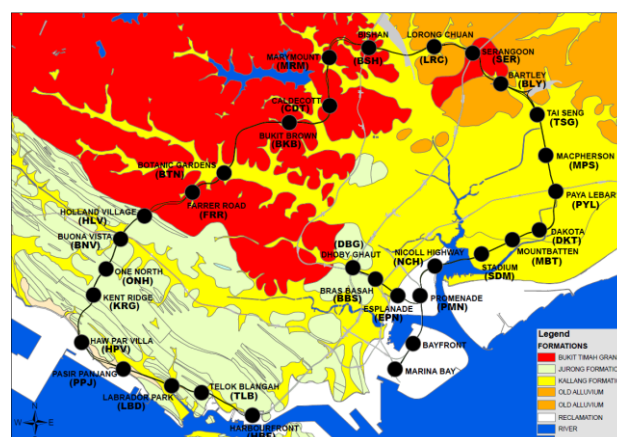 BISHAN
(BSH)
LORONG CHUAN
(LRC)
SERANGOON
(SER)
MARYMOUNT
(MRM)
BARTLEY
(BLY)
CALDECOTT
(CDT)
TAI SENG
(TSG)
BUKIT BROWN
(BKB)
MACPHERSON
(MPS)
BOTANIC GARDENS
(BTN)
PAYA LEBAR
(PYL)
FARRER ROAD
(FRR)
HOLLAND VILLAGE
(HLV)
DAKOTA
(DKT)
BUONA VISTA
(BNV)
(DBG)
DHOBY GHAUT
NICOLL HIGHWAY
(NCH)
MOUNTBATTEN
(MBT)
STADIUM
(SDM)
ONE NORTH
(ONH)
BRAS BASAH
(BBS)
KENT RIDGE
(KRG)
ESPLANADE
(EPN)
PROMENADE
(PMN)
HAW PAR VILLA
(HPV)
BAYFRONT
PASIR PANJANG
(PPJ)
MARINA BAY
LABRADOR PARK
(LBD)
TELOK BLANGAH
(TLB)
HARBOURFRONT
(HBF)
N
W
E
S
Legend
FORMATIONS
BUKIT TIMAH GRAN
JURONG FORMATION
KALLANG FORMATION
OLD ALLUVIUM
OLD ALLUVIUM
RECLAMATION
RIVER